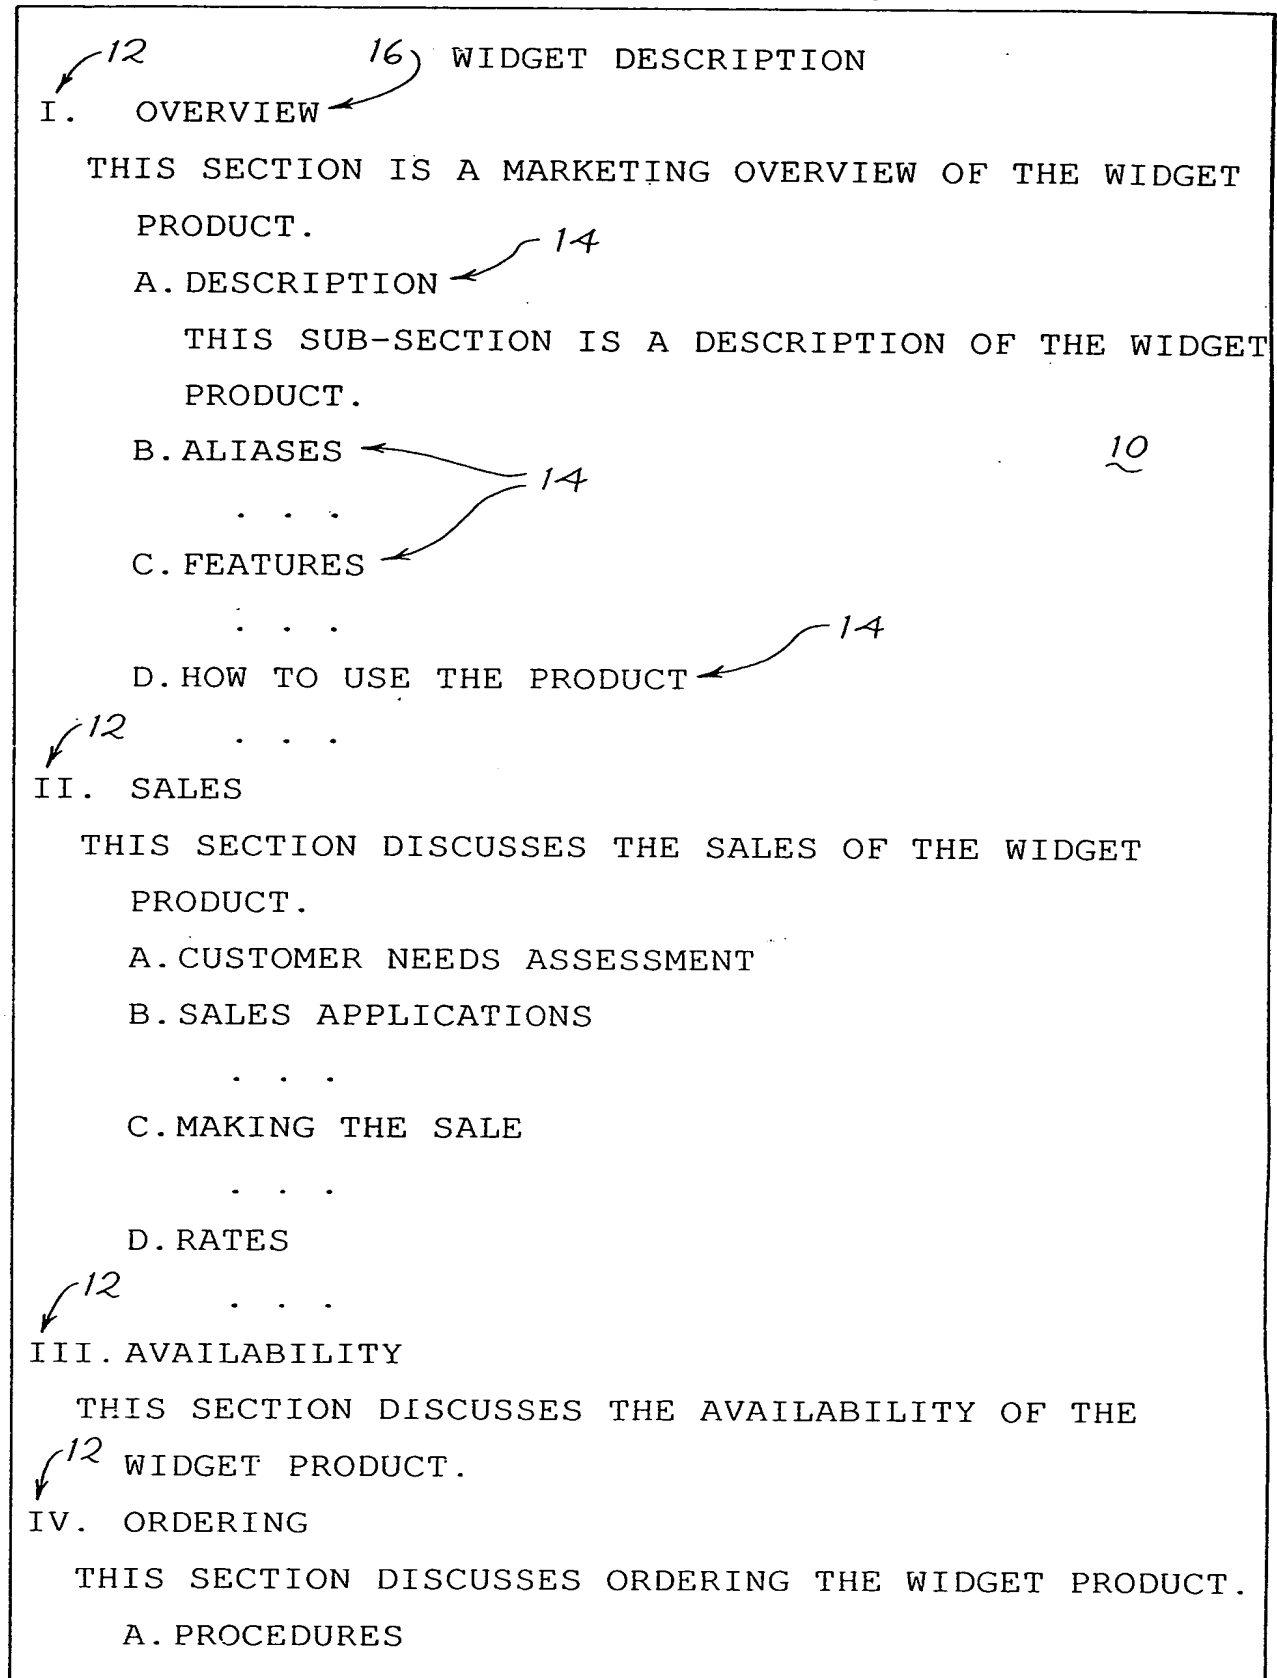 12 16 WIDGET DESCRIPTION
I. OVERVIEW
THIS SECTION IS A MARKETING OVERVIEW OF THE WIDGET
PRODUCT.
14
A. DESCRIPTION
THIS SUB-SECTION IS A DESCRIPTION OF THE WIDGET
PRODUCT.
B. ALIASES
10
14
. . .
C. FEATURES
. . .
14
D. HOW TO USE THE PRODUCT
12
. . .
II. SALES
THIS SECTION DISCUSSES THE SALES OF THE WIDGET
PRODUCT.
A. CUSTOMER NEEDS ASSESSMENT
B. SALES APPLICATIONS
. . .
C. MAKING THE SALE
. . .
D. RATES
12
. . .
III. AVAILABILITY
THIS SECTION DISCUSSES THE AVAILABILITY OF THE
12 WIDGET PRODUCT.
IV. ORDERING
THIS SECTION DISCUSSES ORDERING THE WIDGET PRODUCT.
A. PROCEDURES